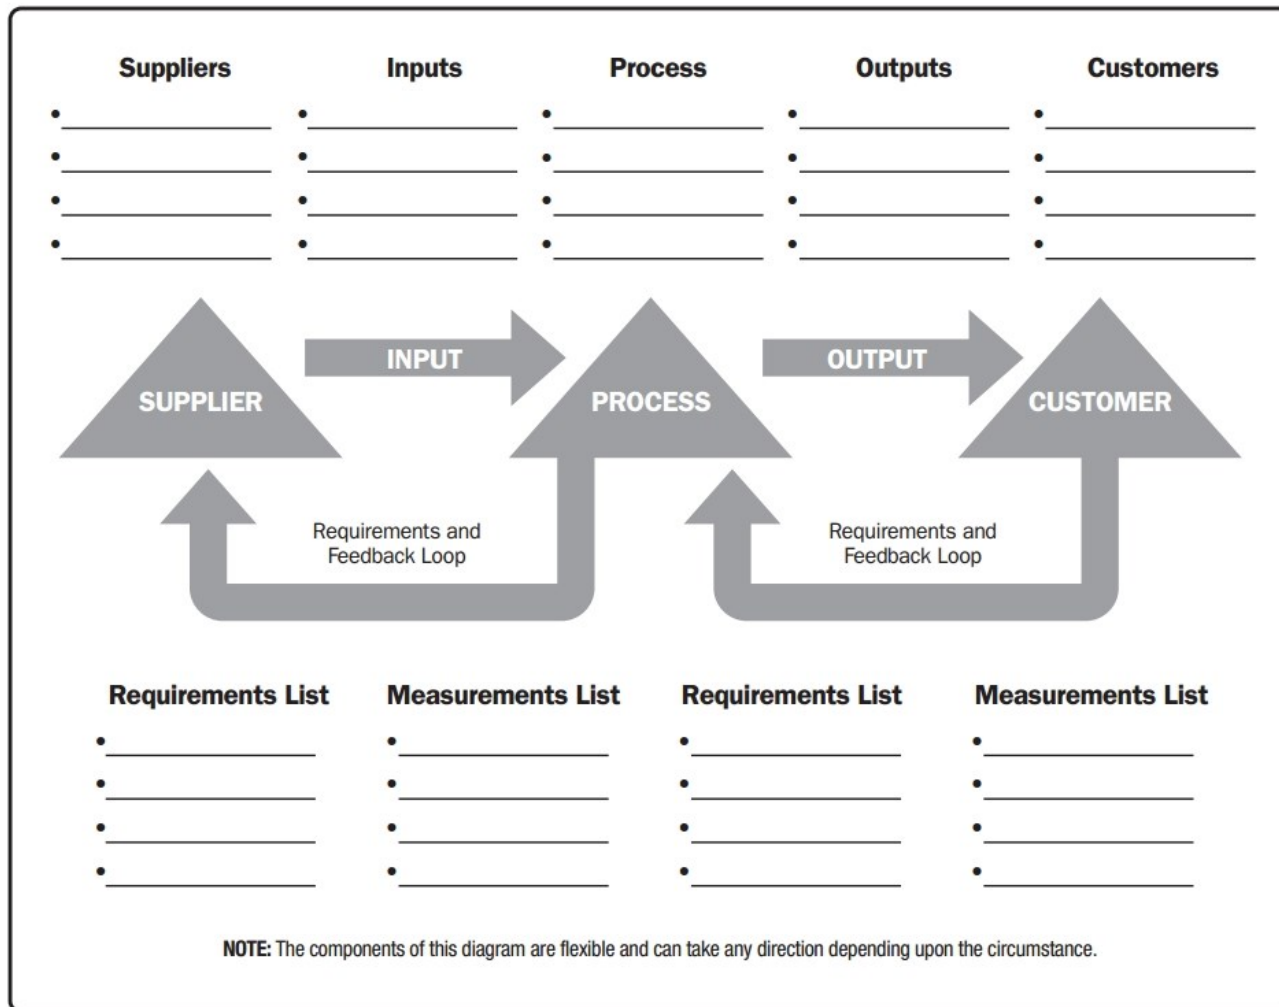 Suppliers
Inputs
Process
Outputs
Customers
INPUT
OUTPUT
SUPPLIER
PROCESS
CUSTOMER
Requirements and
Feedback Loop
Requirements and
Feedback Loop
Requirements List
Measurements List
Requirements List
Measurements List
NOTE: The components of this diagram are flexible and can take any direction depending upon the circumstance.